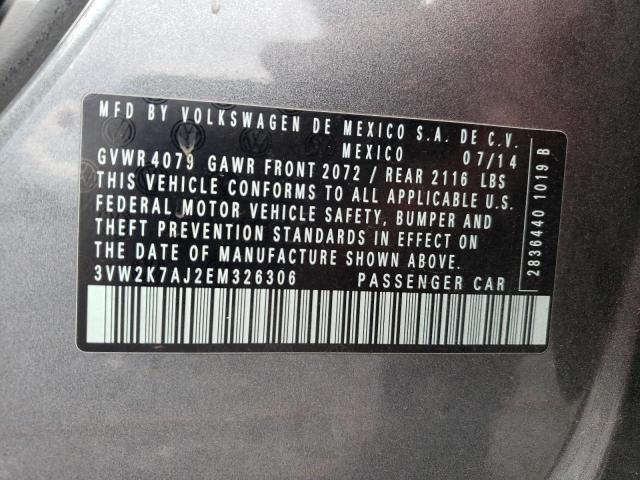 MFD BY VOLKSWAGEN DE MEXICO S.A. DE C.V.
MEXICO 07/14
GVWR 4079 GAWR FRONT 2072 / REAR 2116 LBS
THIS VEHICLE CONFORMS TO ALL APPLICABLE U.S.
FEDERAL MOTOR VEHICLE SAFETY, BUMPER AND
THEFT PREVENTION STANDARDS IN EFFECT ON
THE DATE OF MANUFACTURE SHOWN ABOVE.
3VW2K7AJ2EM326306 PASSENGER CAR
2836440 1019 B